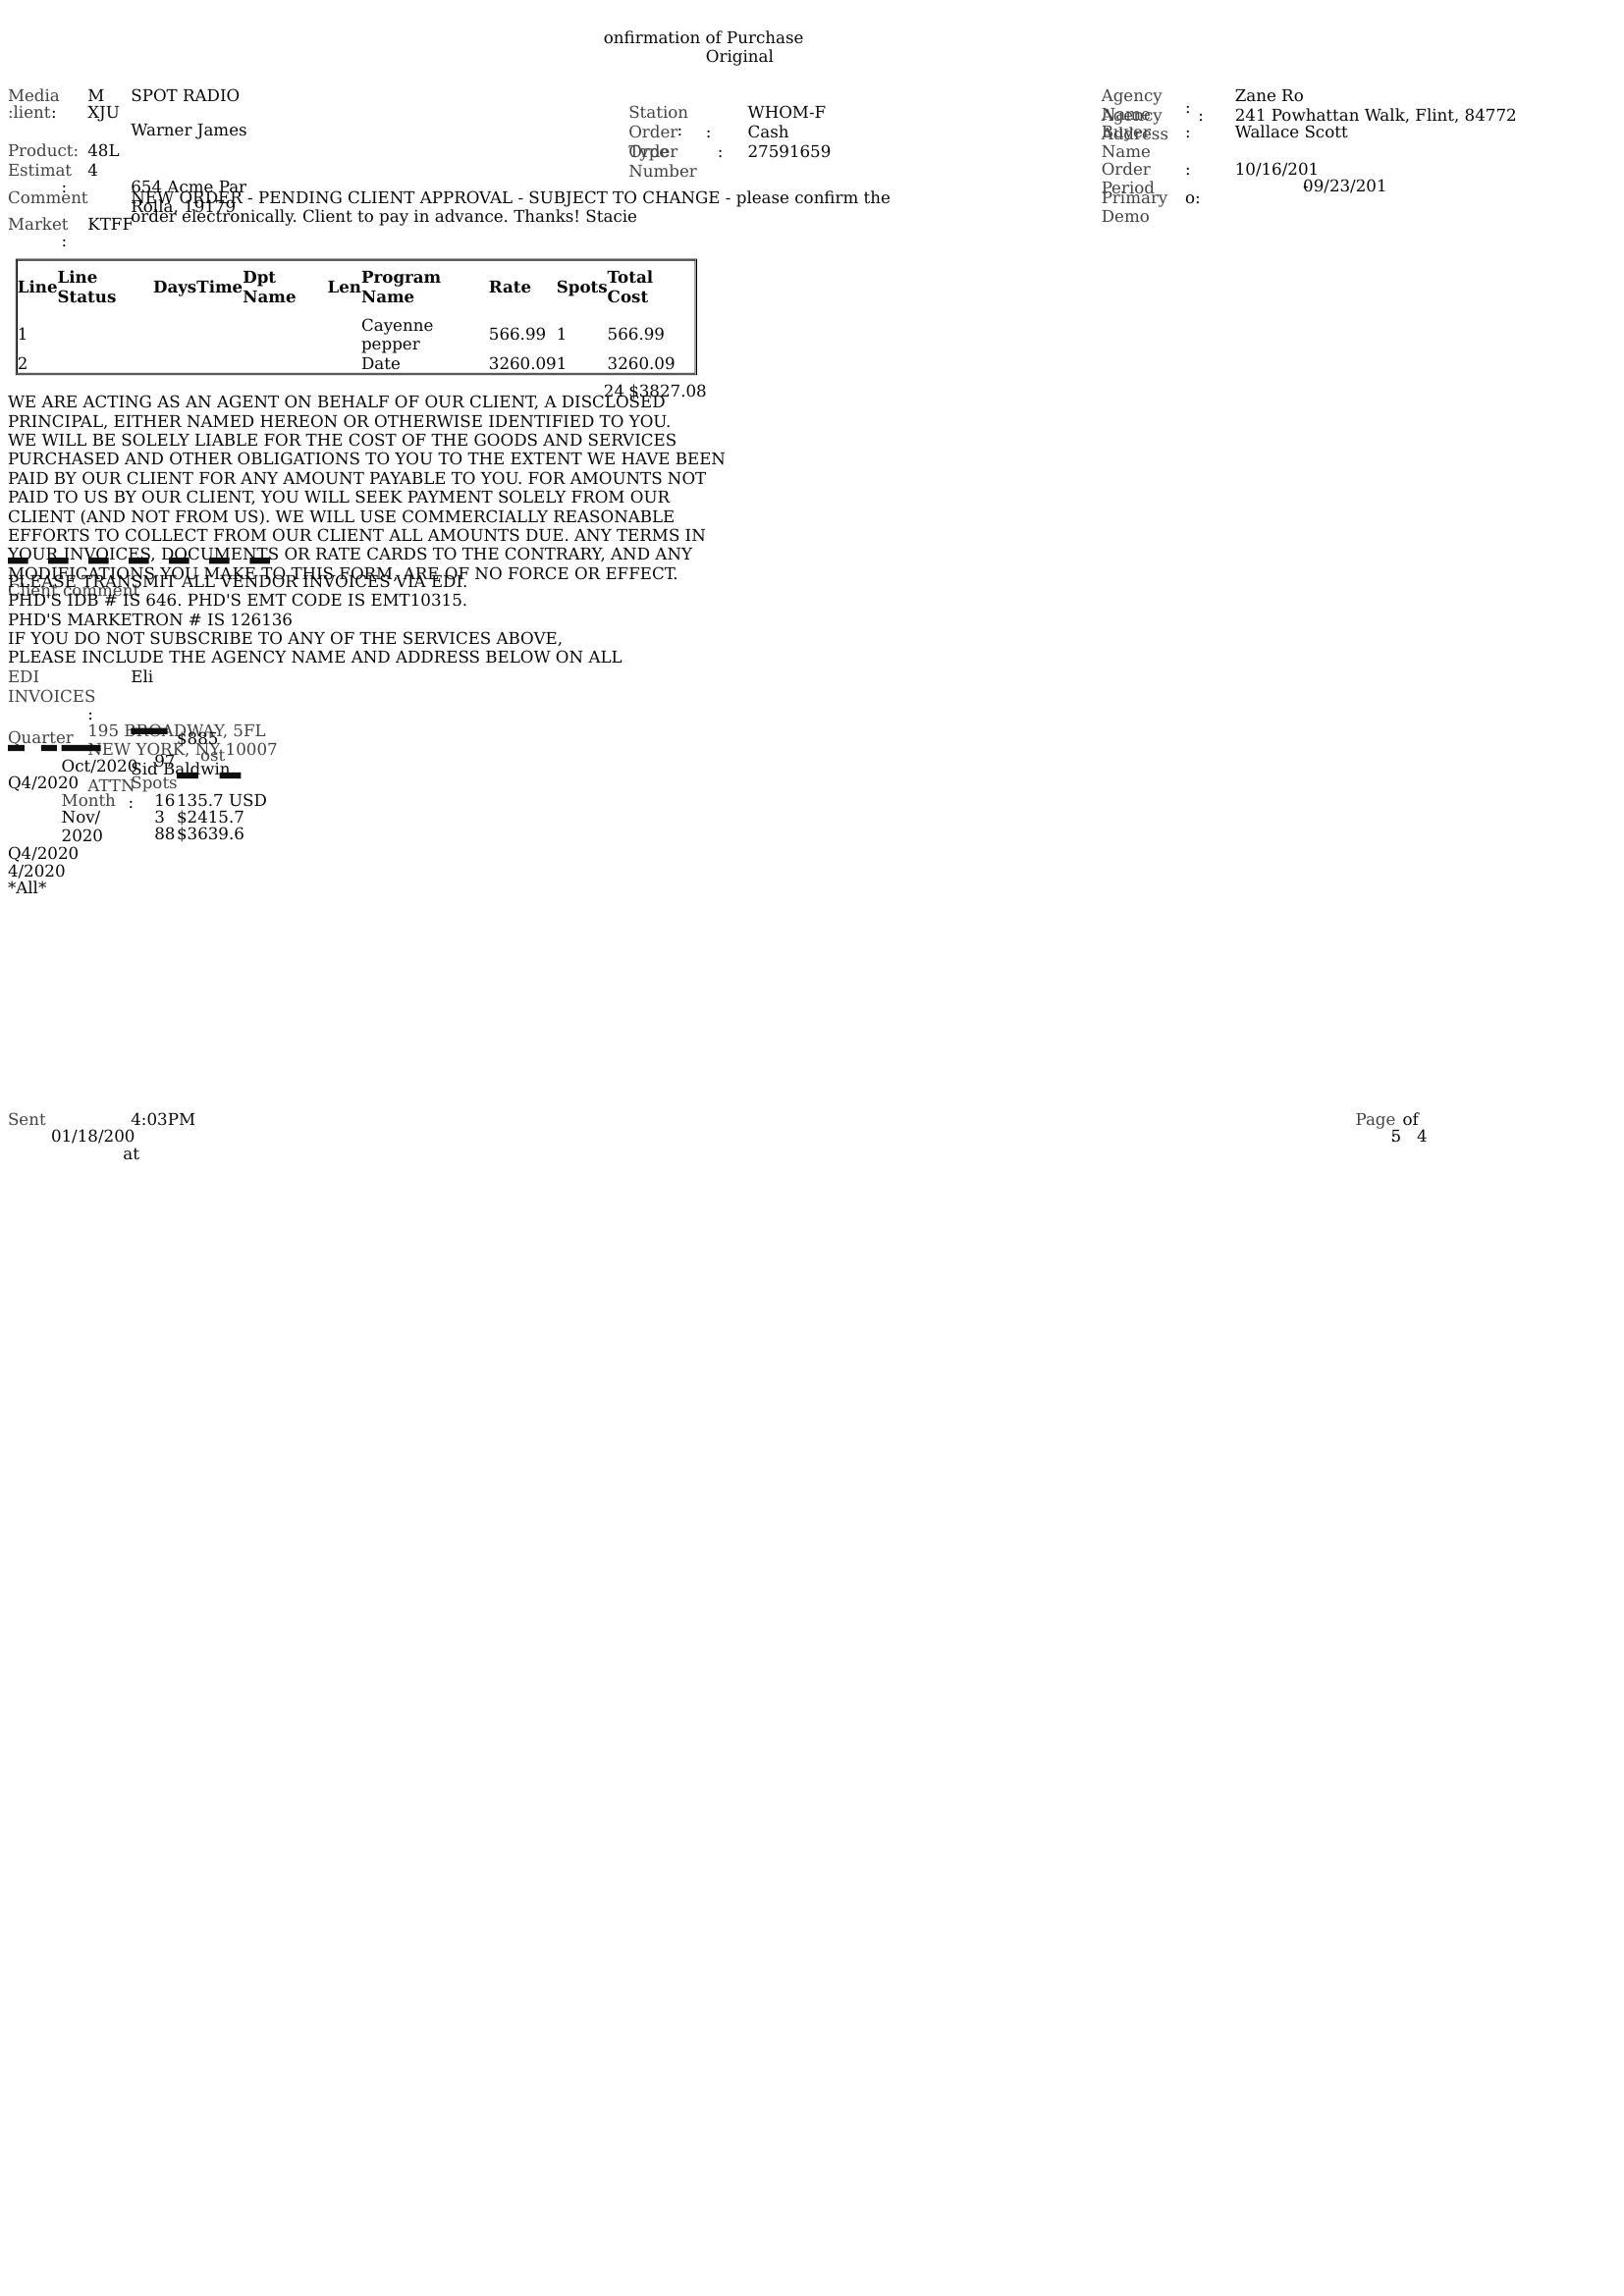 onfirmation of Purchase
Original
Media M SPOT RADIO
:lient: XJU
Warner James
Product: 48L
Estimat 4
:
654 Acme Par
Rolla, 19179
Comment NEW ORDER - PENDING CLIENT APPROVAL - SUBJECT TO CHANGE - please confirm the
order electronically. Client to pay in advance. Thanks! Stacie
Market KTFF
:
Station : WHOM-F
Order Type : Cash
Order Number : 27591659
Agency Name : Zane Ro
Agency Address : 241 Powhattan Walk, Flint, 84772
Buyer Name : Wallace Scott
Order Period : 10/16/201 - 09/23/201
Primary Demo o:
Line Line Status Days Time Dpt Name Len Program Name Rate Spots Total Cost
1 Cayenne pepper 566.99 1 566.99
2 Date 3260.09 1 3260.09
24 $3827.08
WE ARE ACTING AS AN AGENT ON BEHALF OF OUR CLIENT, A DISCLOSED
PRINCIPAL, EITHER NAMED HEREON OR OTHERWISE IDENTIFIED TO YOU.
WE WILL BE SOLELY LIABLE FOR THE COST OF THE GOODS AND SERVICES
PURCHASED AND OTHER OBLIGATIONS TO YOU TO THE EXTENT WE HAVE BEEN
PAID BY OUR CLIENT FOR ANY AMOUNT PAYABLE TO YOU. FOR AMOUNTS NOT
PAID TO US BY OUR CLIENT, YOU WILL SEEK PAYMENT SOLELY FROM OUR
CLIENT (AND NOT FROM US). WE WILL USE COMMERCIALLY REASONABLE
EFFORTS TO COLLECT FROM OUR CLIENT ALL AMOUNTS DUE. ANY TERMS IN
YOUR INVOICES, DOCUMENTS OR RATE CARDS TO THE CONTRARY, AND ANY
MODIFICATIONS YOU MAKE TO THIS FORM, ARE OF NO FORCE OR EFFECT.
PLEASE TRANSMIT ALL VENDOR INVOICES VIA EDI.
Client comment
PHD'S IDB # IS 646. PHD'S EMT CODE IS EMT10315.
PHD'S MARKETRON # IS 126136
IF YOU DO NOT SUBSCRIBE TO ANY OF THE SERVICES ABOVE,
PLEASE INCLUDE THE AGENCY NAME AND ADDRESS BELOW ON ALL
EDI Eli
INVOICES
:
195 BROADWAY, 5FL
Quarter $885
NEW YORK, NY 10007
ost
Oct/2020 97
Sid Baldwin
Q4/2020 ATTN Spots
:
Month 16 135.7 USD
Nov/ 3 $2415.7
2020 88 $3639.6
Q4/2020
4/2020
*All*
Sent 4:03PM
01/18/200
at
Page of
5 4